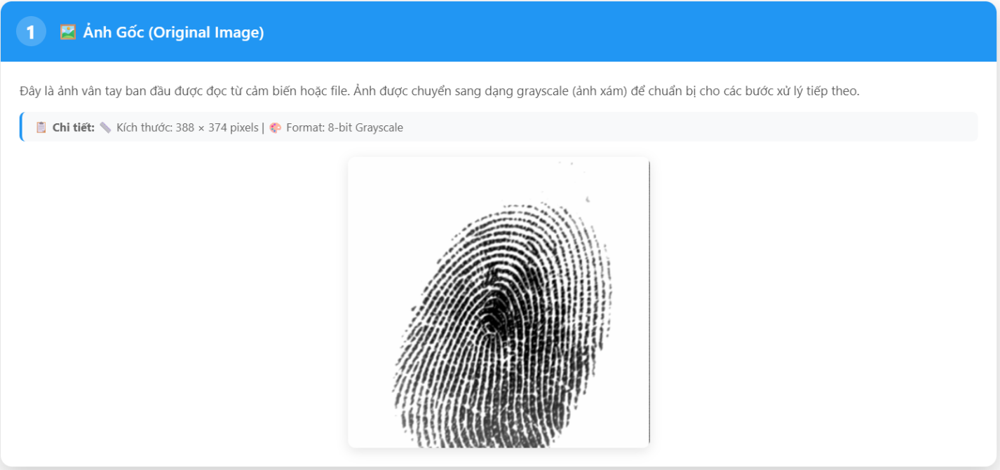 1 🖼️ Ảnh Gốc (Original Image)
Đây là ảnh vân tay ban đầu được đọc từ cảm biến hoặc file. Ảnh được chuyển sang dạng grayscale (ảnh xám) để chuẩn bị cho các bước xử lý tiếp theo.
📋 Chi tiết: 📏 Kích thước: 388 × 374 pixels | 🎨 Format: 8-bit Grayscale